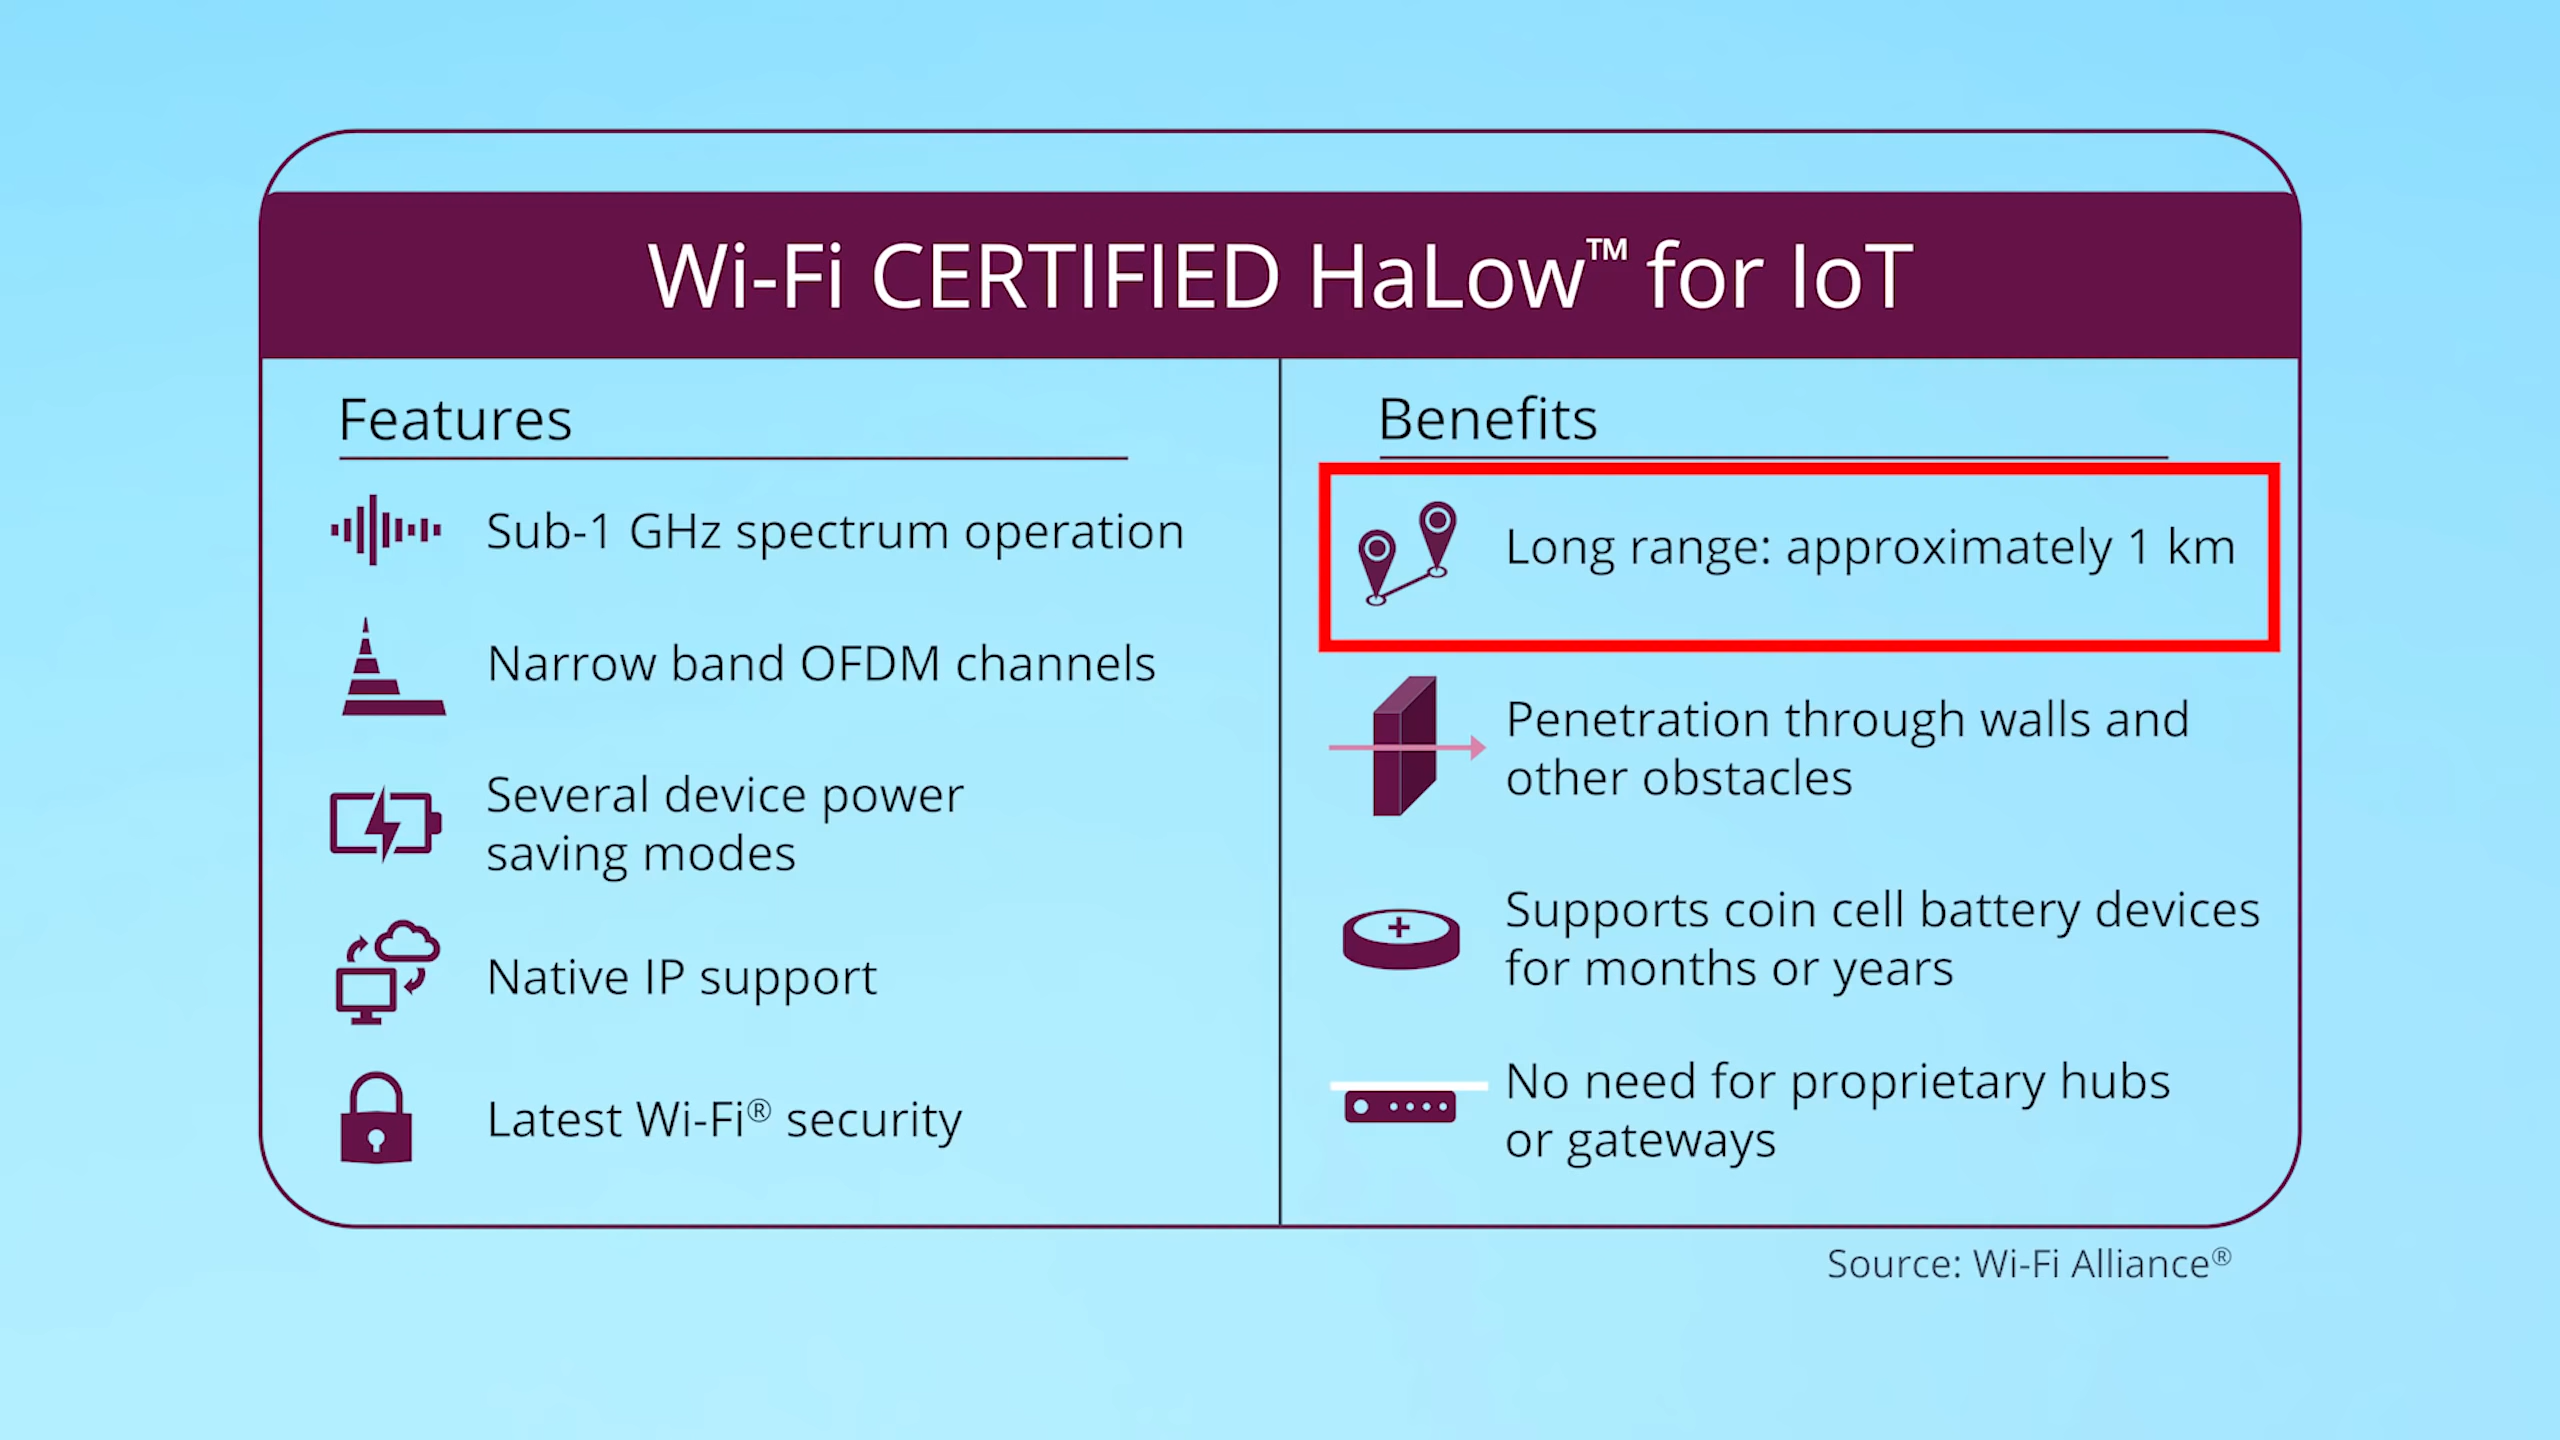 Wi-Fi CERTIFIED HaLow™ for IoT
Features
Sub-1 GHz spectrum operation
Narrow band OFDM channels
Several device power
saving modes
Native IP support
Latest Wi-Fi® security
Benefits
Long range: approximately 1 km
Penetration through walls and
other obstacles
Supports coin cell battery devices
for months or years
No need for proprietary hubs
or gateways
Source: Wi-Fi Alliance®